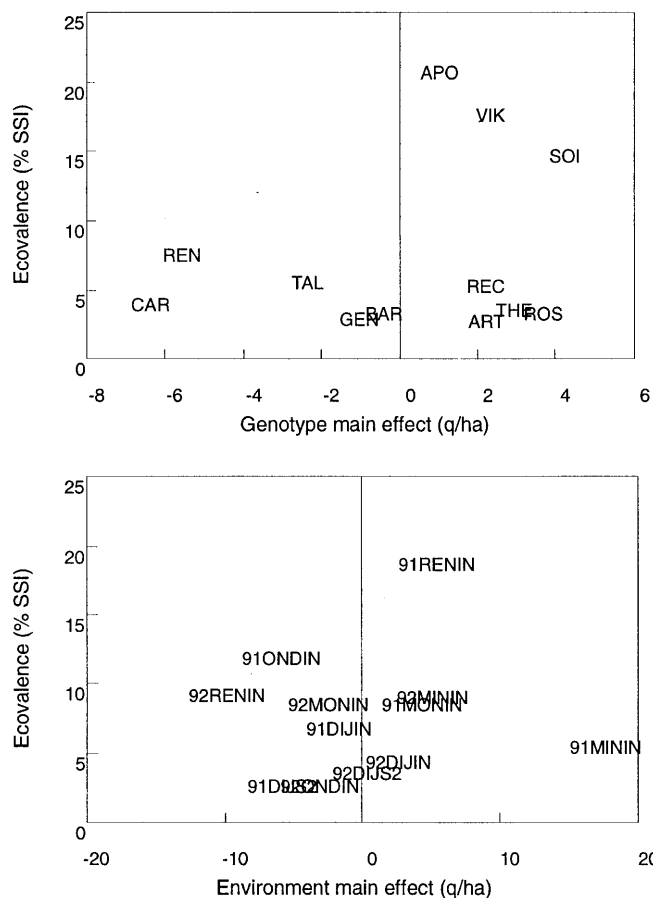 25
20
15
10
5
0
Ecovalence (% SSI)
APO
VIK
SOI
REN
TAL
REC
CAR
THE
ROS
BAR
GEN
ART
-8 -6 -4 -2 0 2 4 6
Genotype main effect (q/ha)
25
20
15
10
5
0
Ecovalence (% SSI)
91RENIN
91ONDIN
92RENIN
92MININ
92MONIN
91MONIN
91DIJIN
91MININ
92DIJIN
92DIJS2
91DIJS2
92ONDIN
-20 -10 0 10 20
Environment main effect (q/ha)